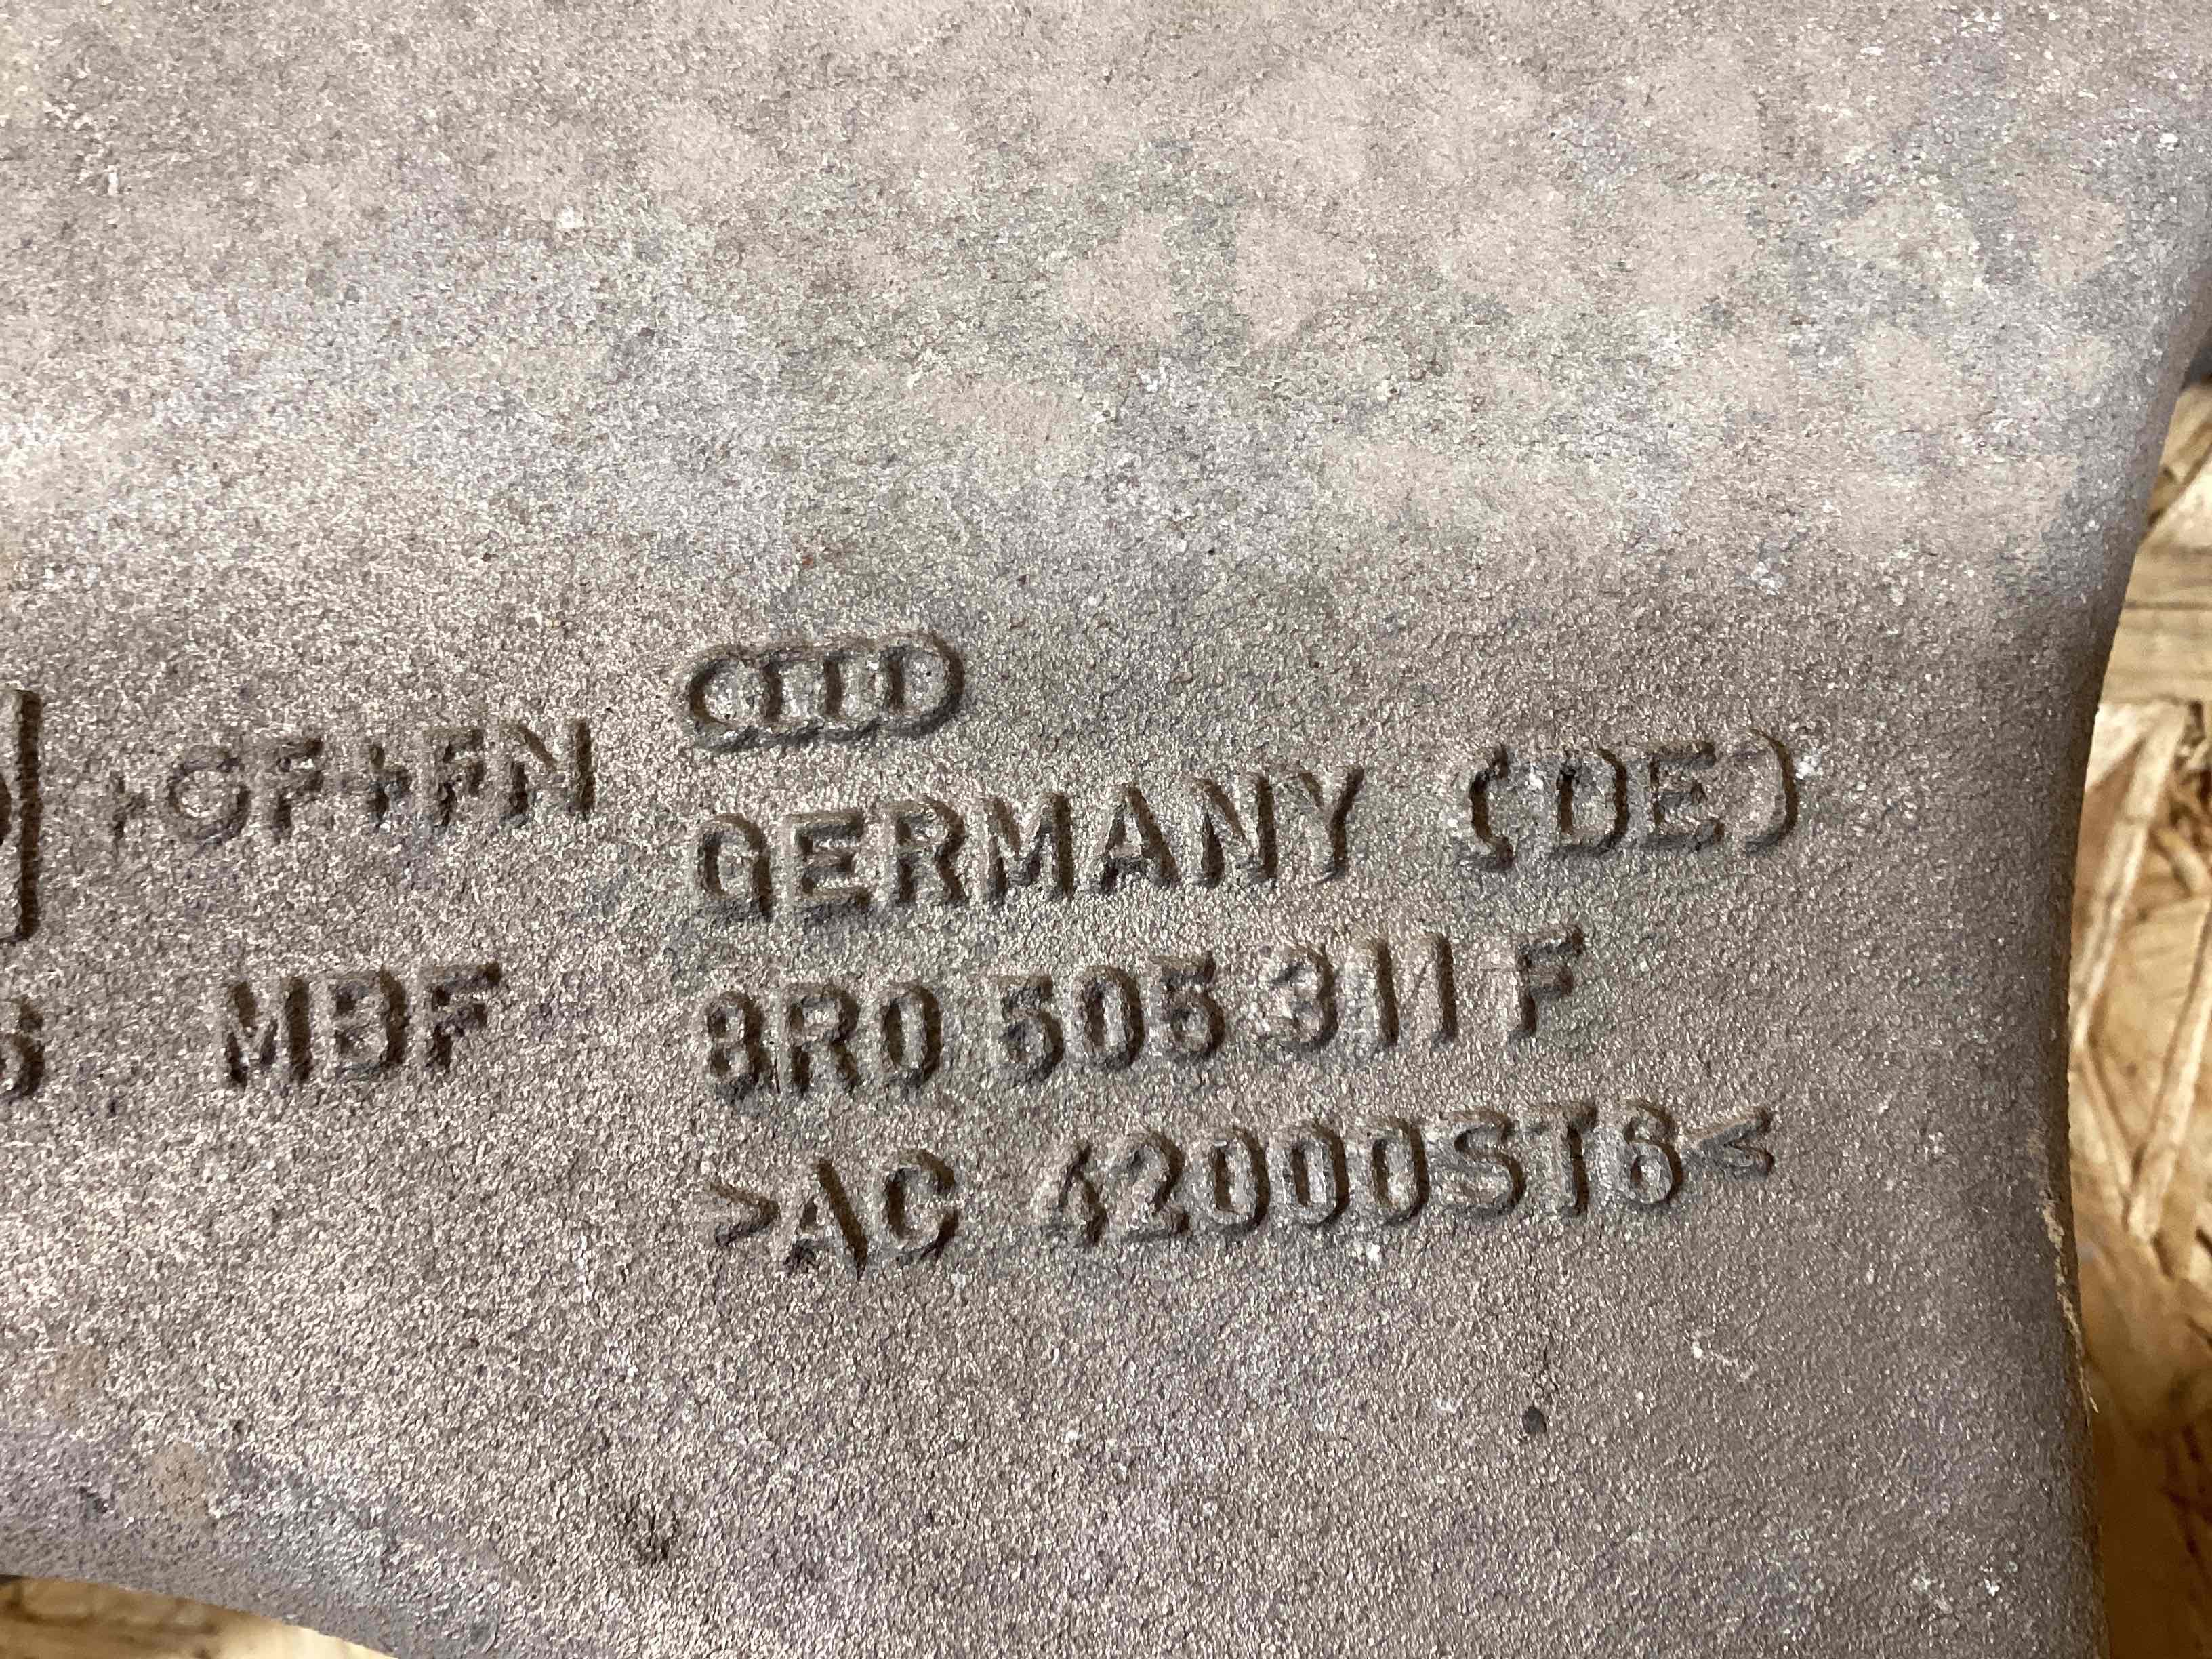 +GF+FN
GERMANY (DE)
MBF
8R0 505 311 F
>AC 42000ST6<